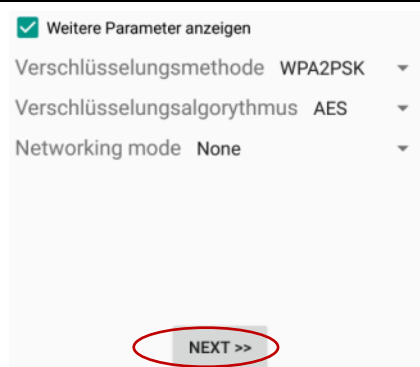 Weitere Parameter anzeigen
Verschlüsselungsmethode WPA2PSK
Verschlüsselungsalgorythmus AES
Networking mode None
NEXT >>